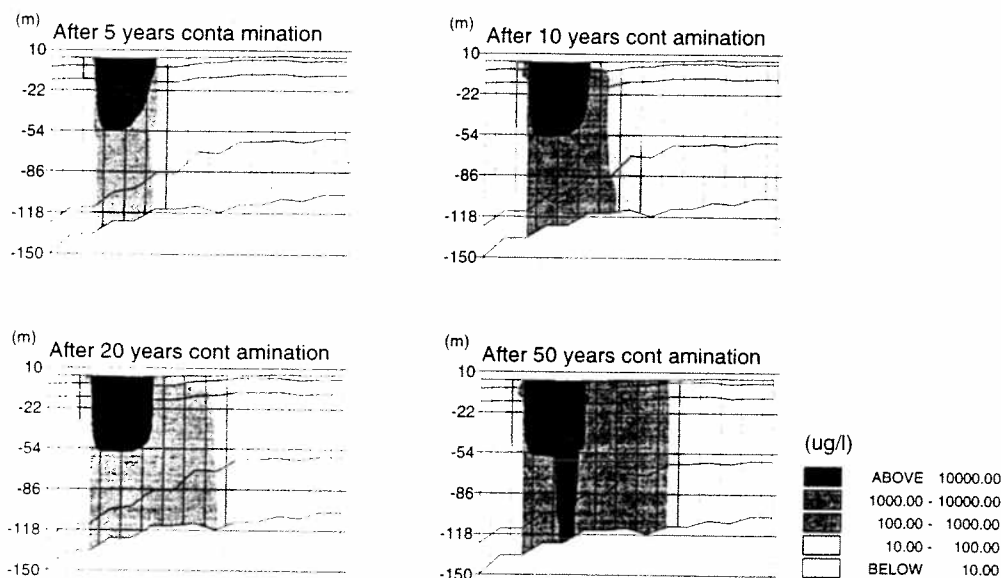 (m)
After 5 years conta mination
10
-22
-54
-86
-118
-150
(m)
After 10 years cont amination
10
-22
-54
-86
-118
-150
(m)
After 20 years cont amination
10
-22
-54
-86
-118
-150
(m)
After 50 years cont amination
10
-22
-54
-86
-118
-150
(ug/l)
ABOVE 10000.00
1000.00 - 10000.00
100.00 - 1000.00
10.00 - 100.00
BELOW 10.00